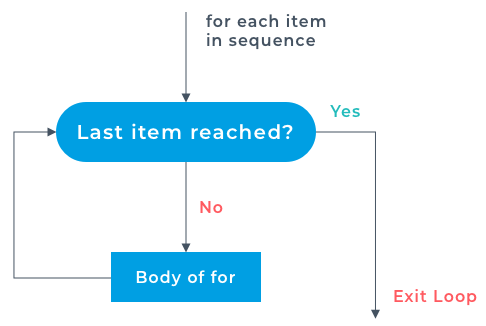 for each item
in sequence
Last item reached?
Yes
No
Body of for
Exit Loop